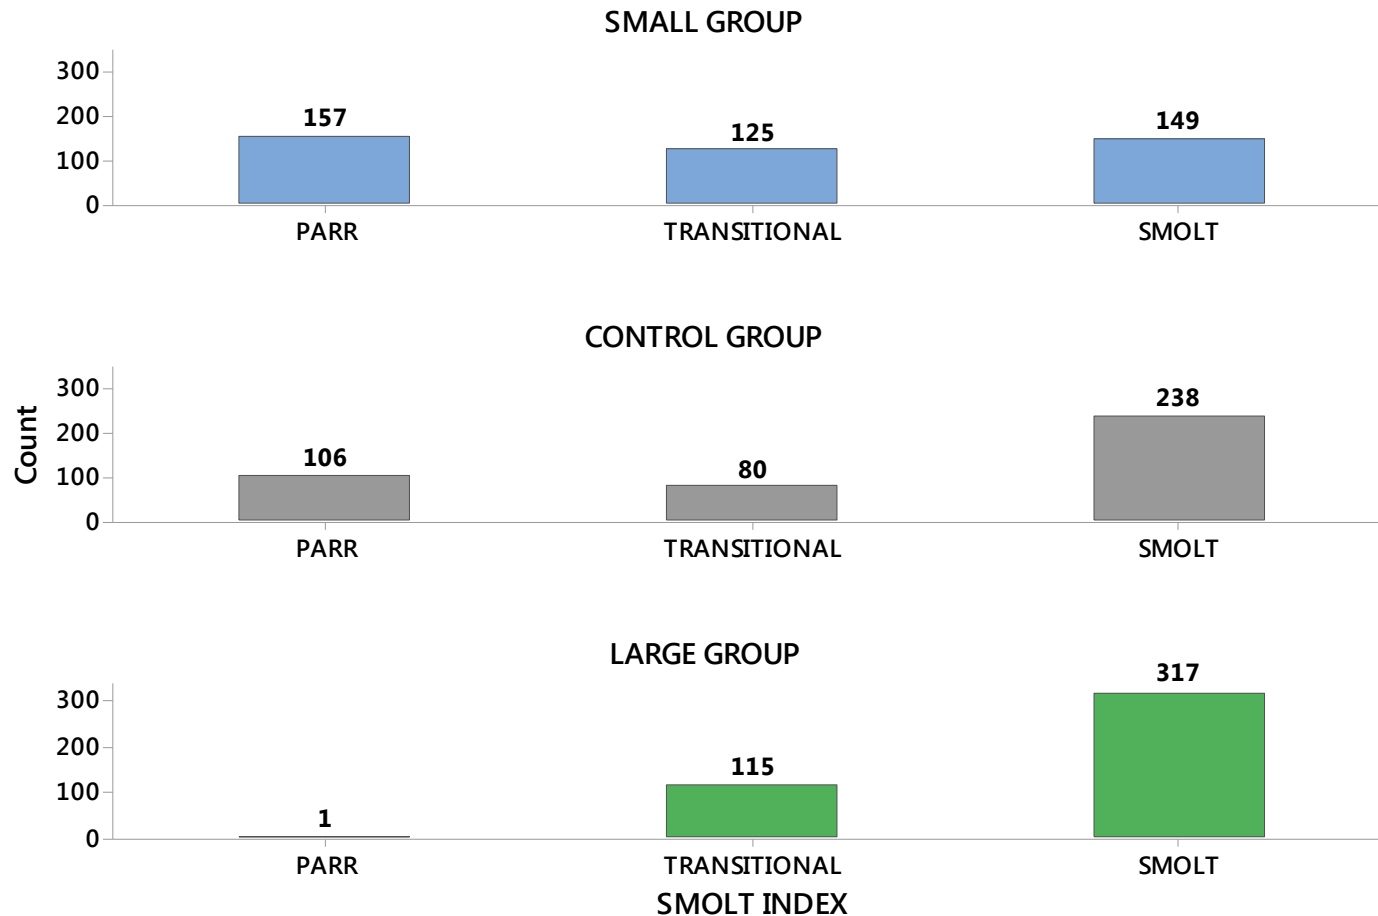 SMALL GROUP
300
200
100
0
157
125
149
PARR
TRANSITIONAL
SMOLT
CONTROL GROUP
Count
300
200
100
0
106
80
238
PARR
TRANSITIONAL
SMOLT
LARGE GROUP
300
200
100
0
1
115
317
PARR
TRANSITIONAL
SMOLT
SMOLT INDEX